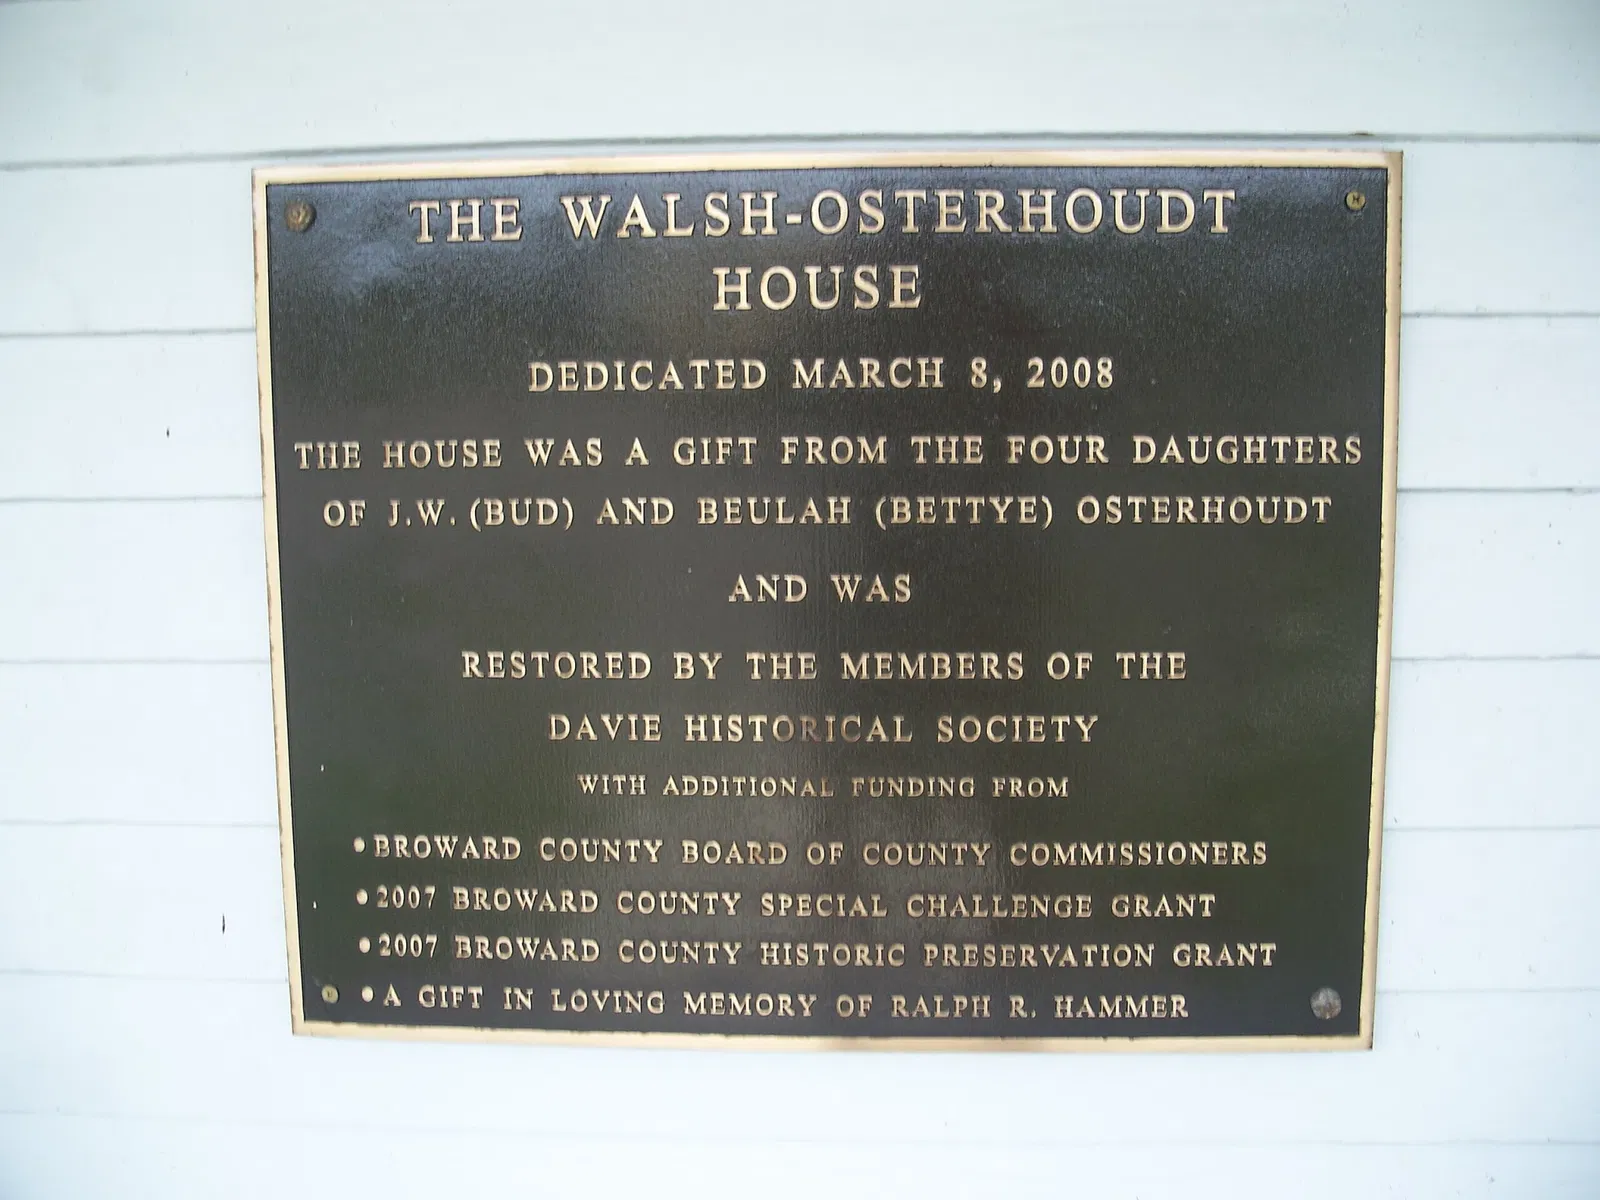 THE WALSH-OSTERHOUDT
HOUSE
DEDICATED MARCH 8, 2008
THE HOUSE WAS A GIFT FROM THE FOUR DAUGHTERS
OF J.W. (BUD) AND BEULAH (BETTYE) OSTERHOUDT
AND WAS
RESTORED BY THE MEMBERS OF THE
DAVIE HISTORICAL SOCIETY
WITH ADDITIONAL FUNDING FROM
•BROWARD COUNTY BOARD OF COUNTY COMMISSIONERS
•2007 BROWARD COUNTY SPECIAL CHALLENGE GRANT
•2007 BROWARD COUNTY HISTORIC PRESERVATION GRANT
•A GIFT IN LOVING MEMORY OF RALPH R. HAMMER